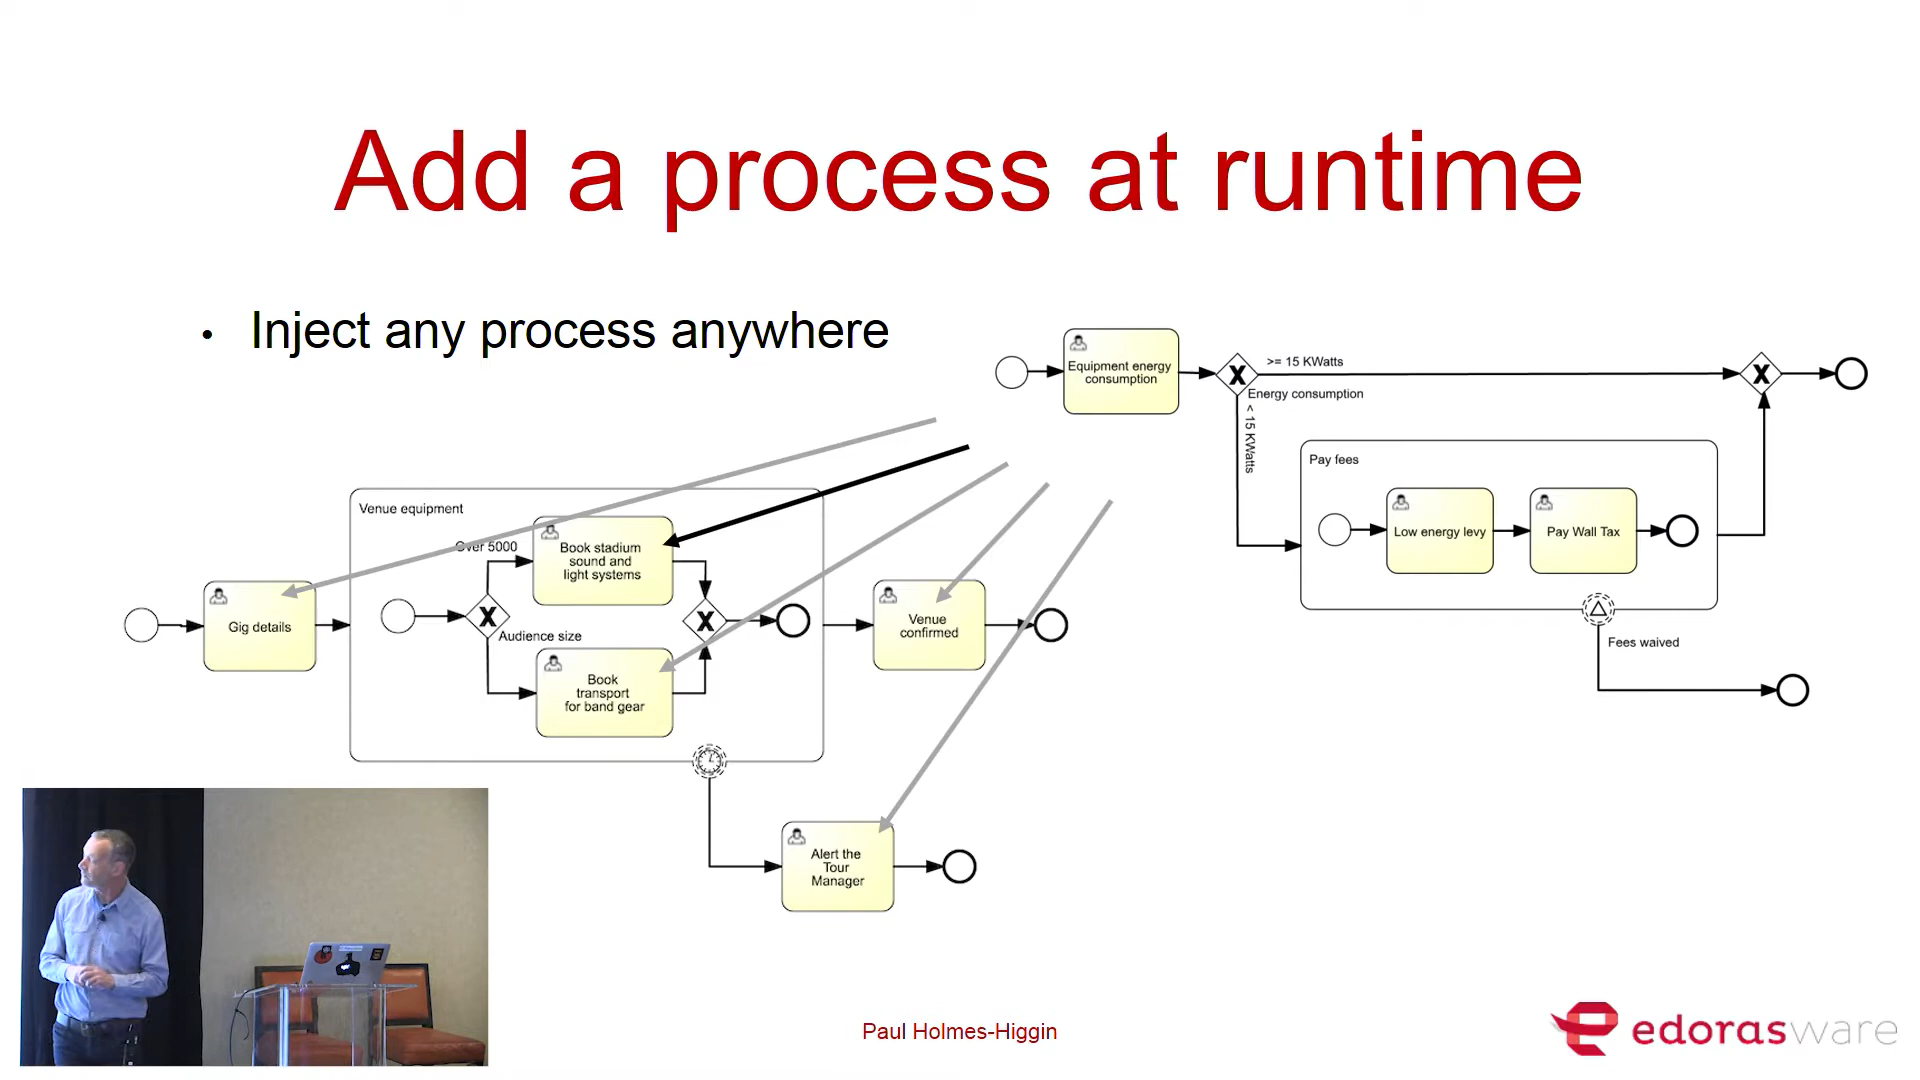 Add a process at runtime
• Inject any process anywhere
Equipment energy
consumption
X
>= 15 KWatts
Energy consumption
< 15 KWatts
X
Pay fees
Low energy levy
Pay Wall Tax
Fees waived
Venue equipment
Over 5000
Book stadium
sound and
light systems
Gig details
X
Audience size
X
Book
transport
for band gear
Venue
confirmed
Alert the
Tour
Manager
Paul Holmes-Higgin
edorasware